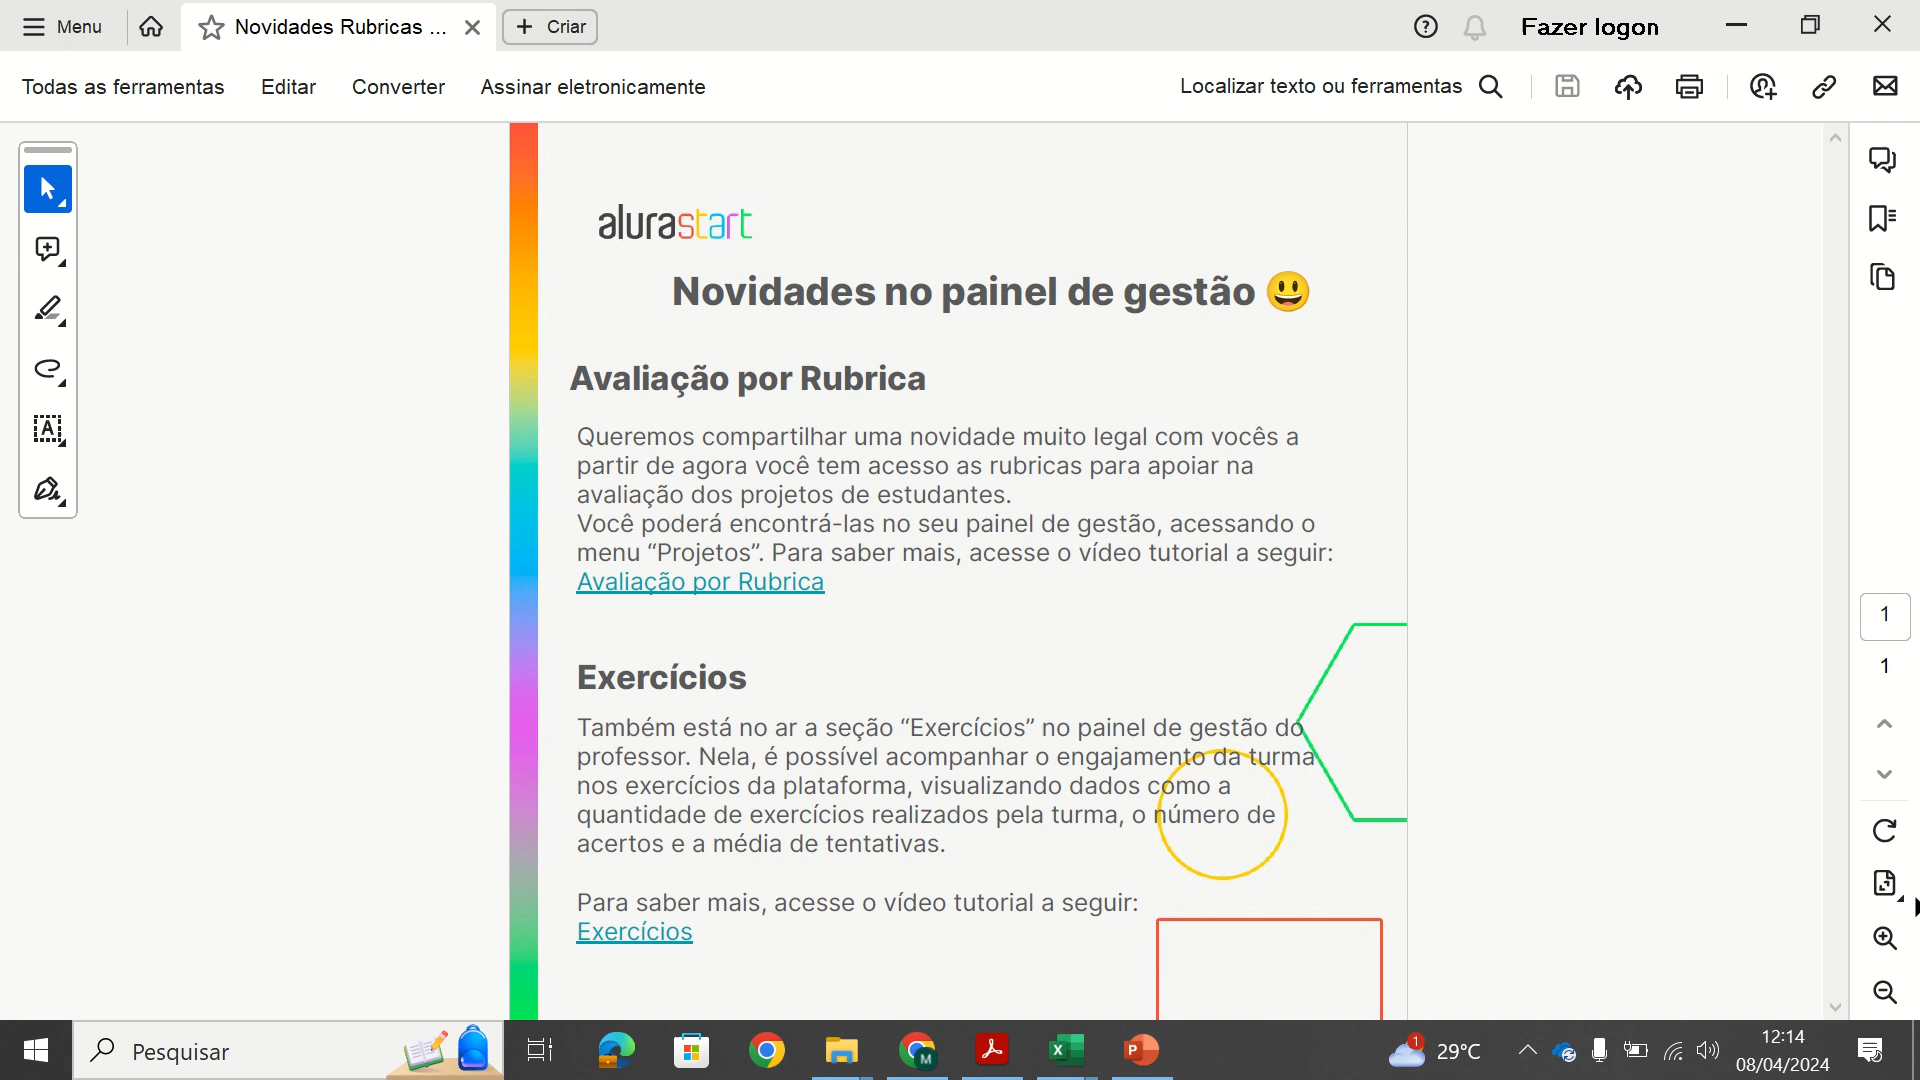 Menu
Novidades Rubricas ...
Criar
Fazer logon
Todas as ferramentas
Editar
Converter
Assinar eletronicamente
Localizar texto ou ferramentas
alurastart
Novidades no painel de gestão 😃
Avaliação por Rubrica
Queremos compartilhar uma novidade muito legal com vocês a
partir de agora você tem acesso as rubricas para apoiar na
avaliação dos projetos de estudantes.
Você poderá encontrá-las no seu painel de gestão, acessando o
menu “Projetos”. Para saber mais, acesse o vídeo tutorial a seguir:
Avaliação por Rubrica
Exercícios
Também está no ar a seção “Exercícios” no painel de gestão do
professor. Nela, é possível acompanhar o engajamento da turma
nos exercícios da plataforma, visualizando dados como a
quantidade de exercícios realizados pela turma, o número de
acertos e a média de tentativas.
Para saber mais, acesse o vídeo tutorial a seguir:
Exercícios
1
1
Pesquisar
M
1
29°C
12:14
08/04/2024